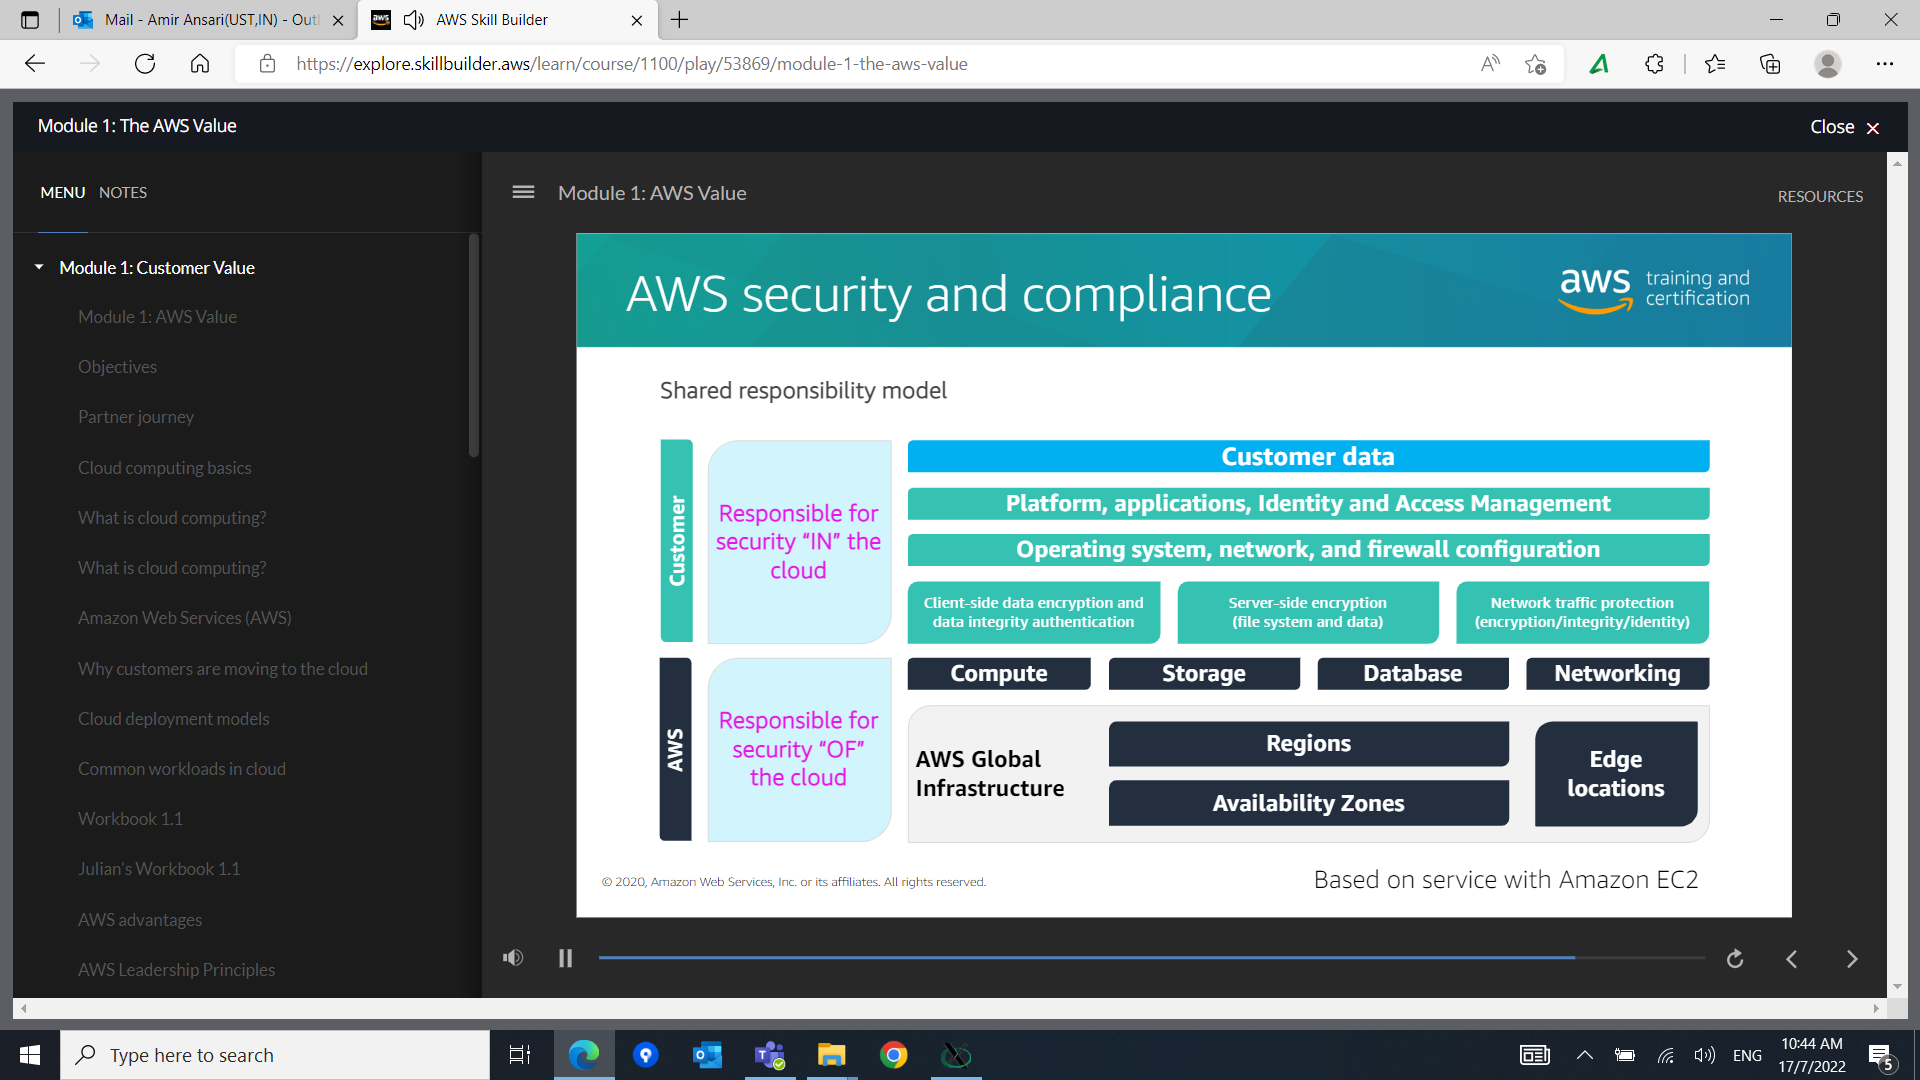 Mail - Amir Ansari(UST,IN) - Out
AWS Skill Builder
https://explore.skillbuilder.aws/learn/course/1100/play/53869/module-1-the-aws-value
Module 1: The AWS Value
Close
MENU
NOTES
Module 1: AWS Value
RESOURCES
Module 1: Customer Value
Module 1: AWS Value
Objectives
Partner journey
Cloud computing basics
What is cloud computing?
What is cloud computing?
Amazon Web Services (AWS)
Why customers are moving to the cloud
Cloud deployment models
Common workloads in cloud
Workbook 1.1
Julian's Workbook 1.1
AWS advantages
AWS Leadership Principles
AWS security and compliance
aws training and
certification
Shared responsibility model
Customer
Responsible for
security “IN” the
cloud
Customer data
Platform, applications, Identity and Access Management
Operating system, network, and firewall configuration
Client-side data encryption and
data integrity authentication
Server-side encryption
(file system and data)
Network traffic protection
(encryption/integrity/identity)
AWS
Responsible for
security “OF”
the cloud
Compute
Storage
Database
Networking
AWS Global
Infrastructure
Regions
Availability Zones
Edge
locations
© 2020, Amazon Web Services, Inc. or its affiliates. All rights reserved.
Based on service with Amazon EC2
Type here to search
ENG
10:44 AM
17/7/2022
5